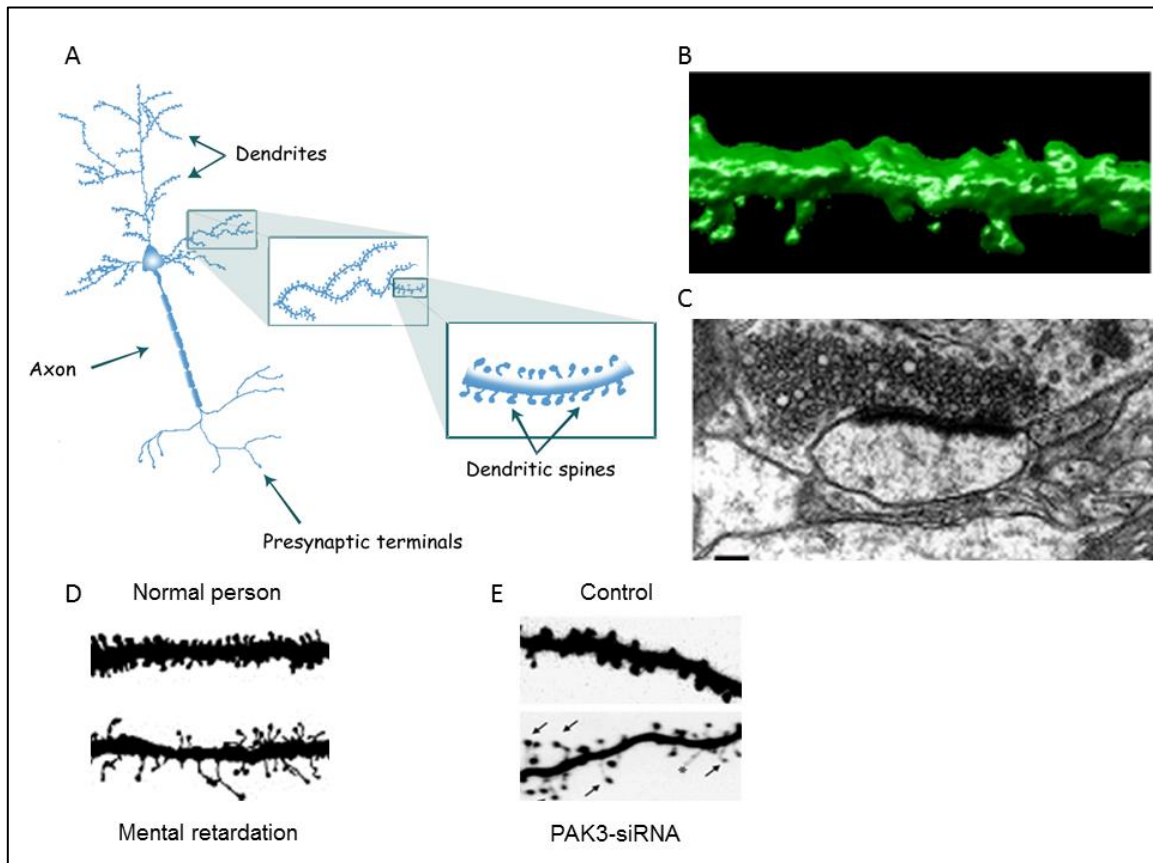 A
Dendrites
Axon
Dendritic spines
Presynaptic terminals
B
C
D
Normal person
Mental retardation
E
Control
*
PAK3-siRNA